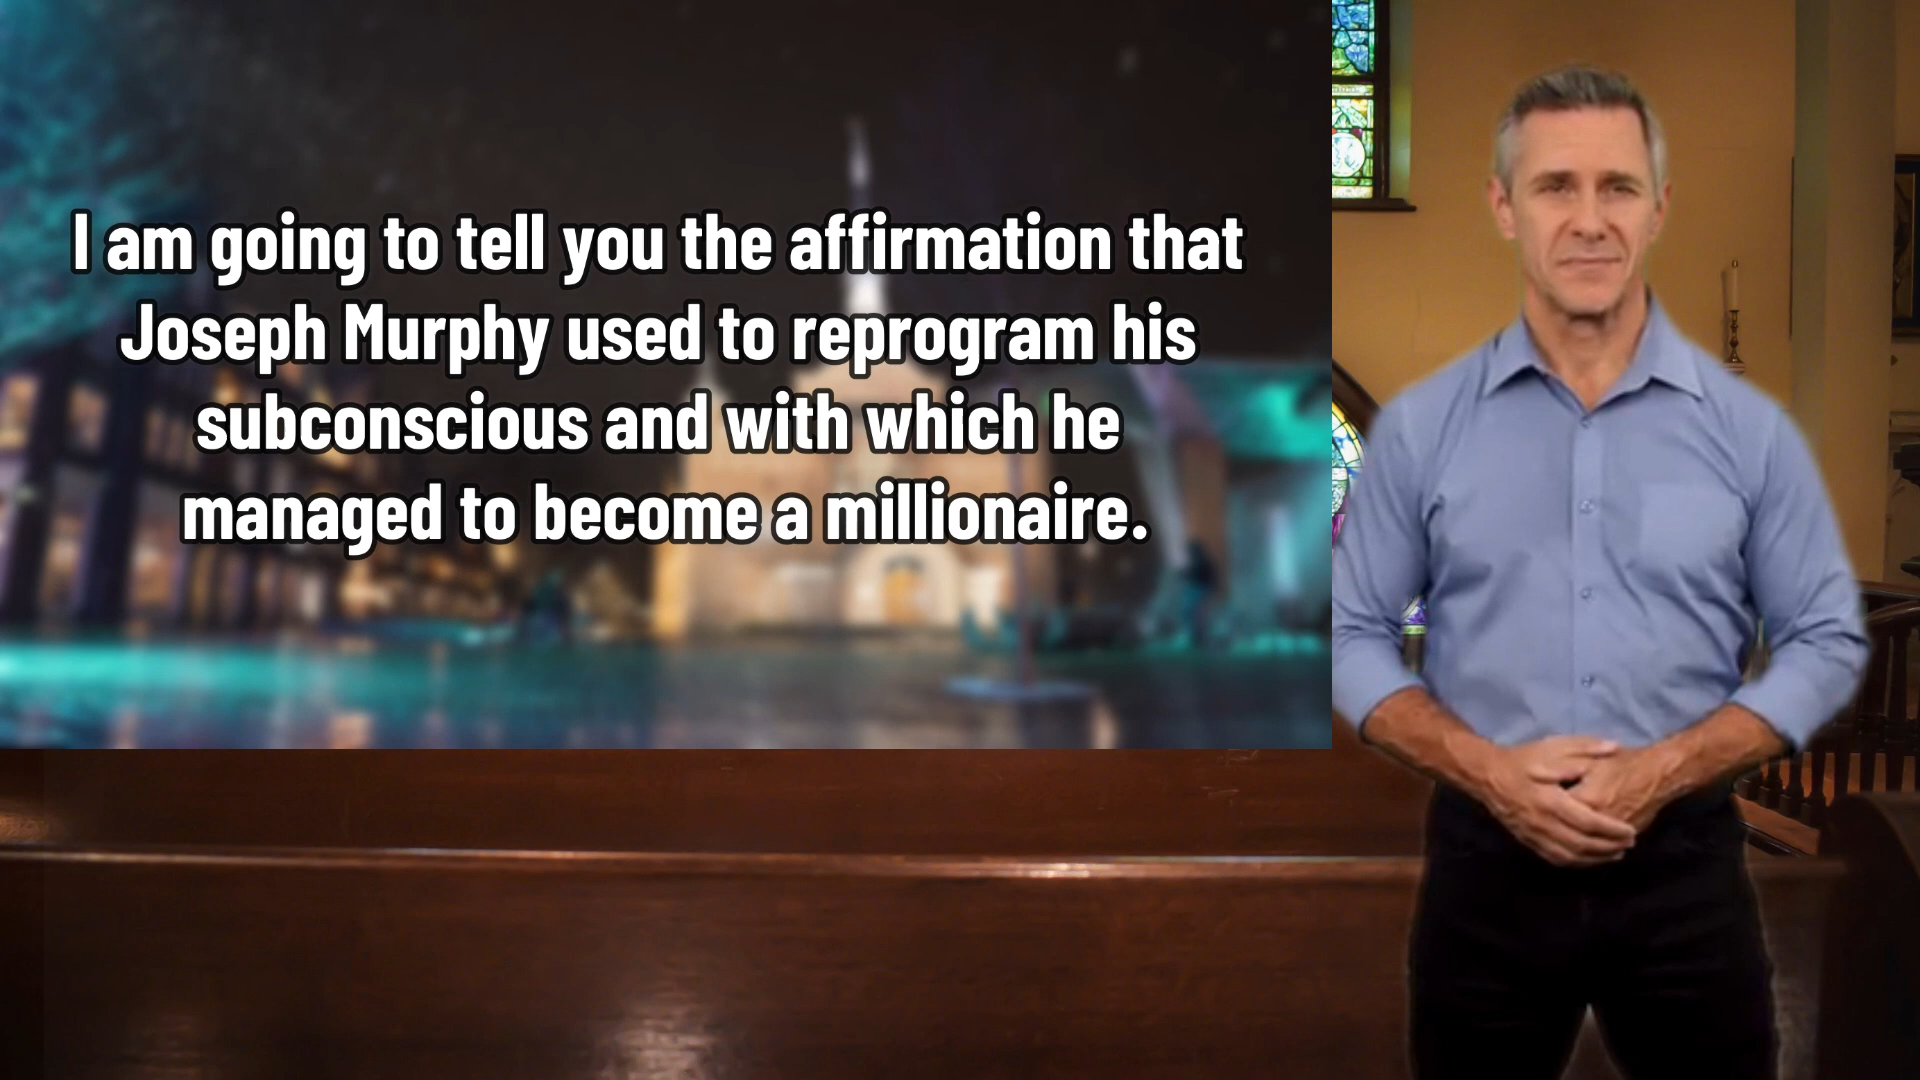 I am going to tell you the affirmation that
Joseph Murphy used to reprogram his
subconscious and with which he
managed to become a millionaire.